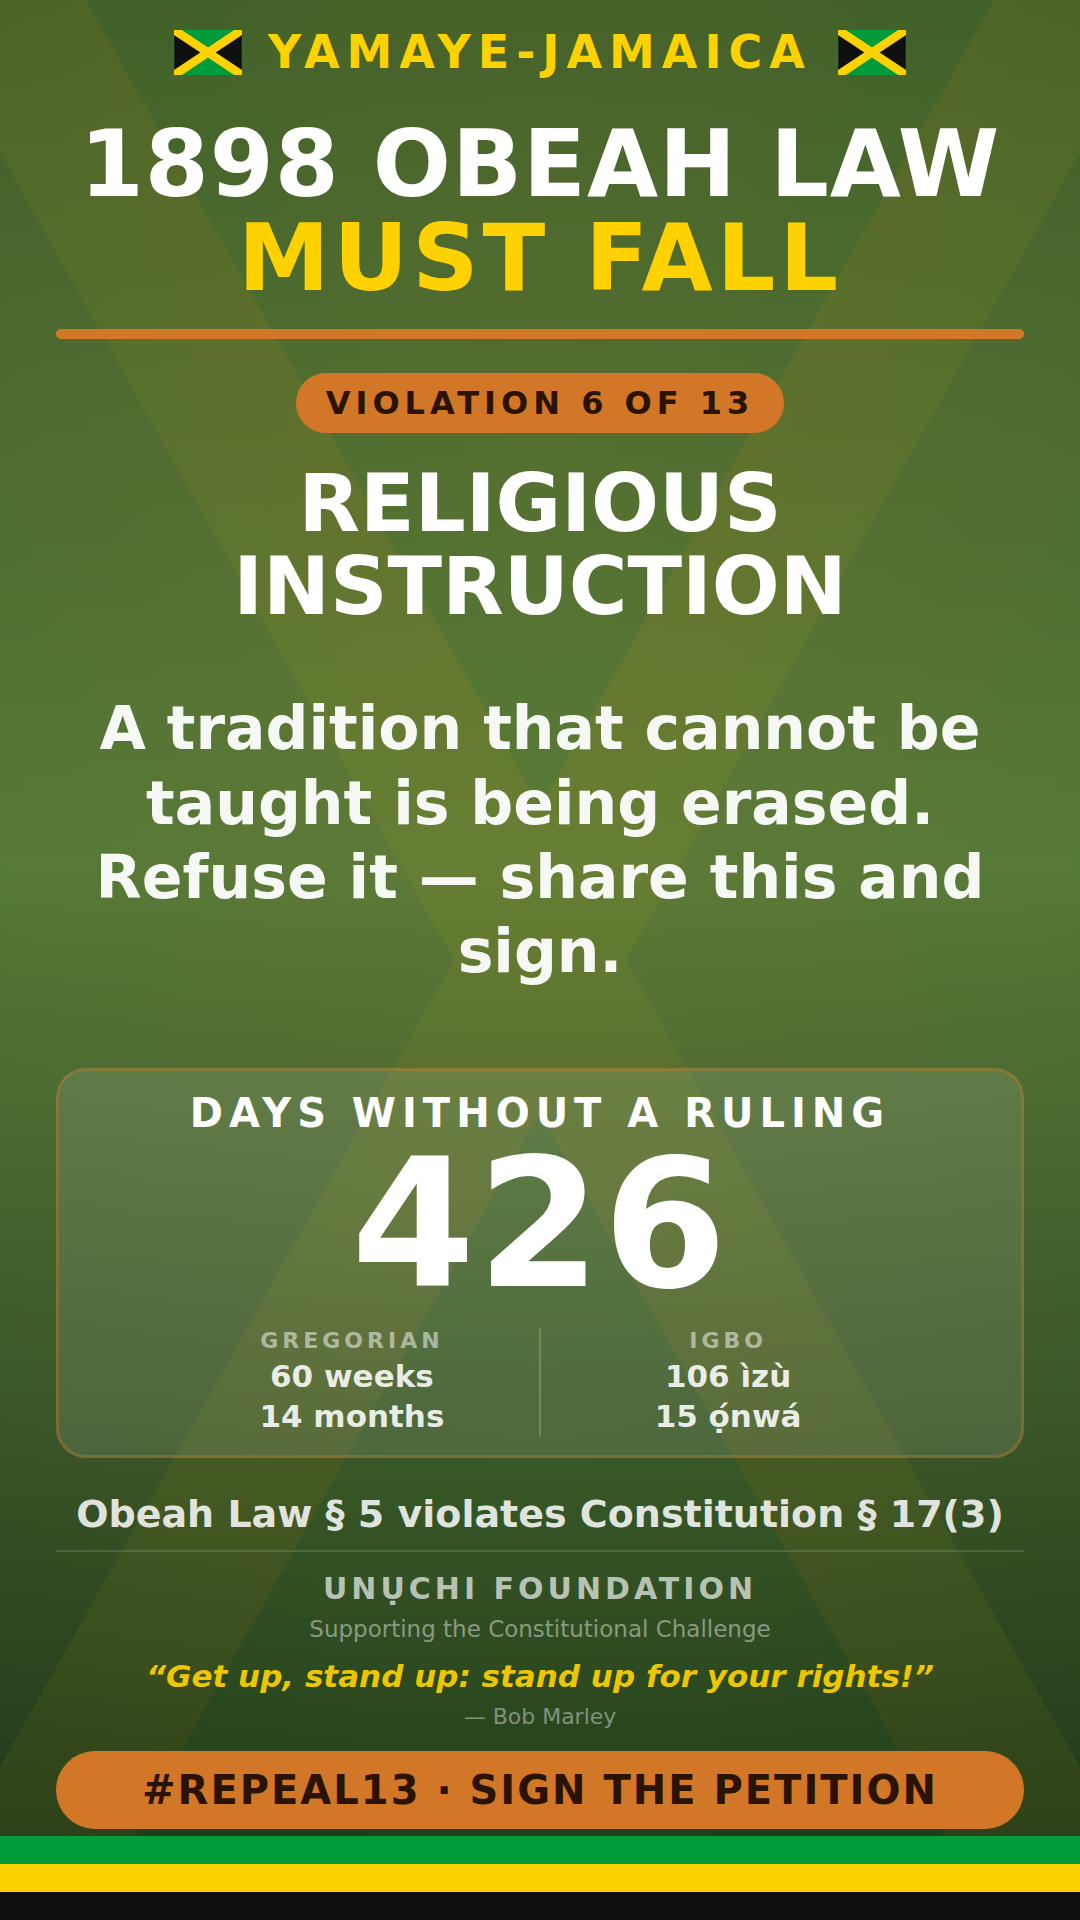 YAMAYE-JAMAICA
1898 OBEAH LAW
MUST FALL
VIOLATION 6 OF 13
RELIGIOUS
INSTRUCTION
A tradition that cannot be
taught is being erased.
Refuse it — share this and
sign.
DAYS WITHOUT A RULING
426
GREGORIAN
60 weeks
14 months
IGBO
106 ìzù
15 ọ́nwá
Obeah Law § 5 violates Constitution § 17(3)
UNỤCHI FOUNDATION
Supporting the Constitutional Challenge
“Get up, stand up: stand up for your rights!”
— Bob Marley
#REPEAL13 · SIGN THE PETITION